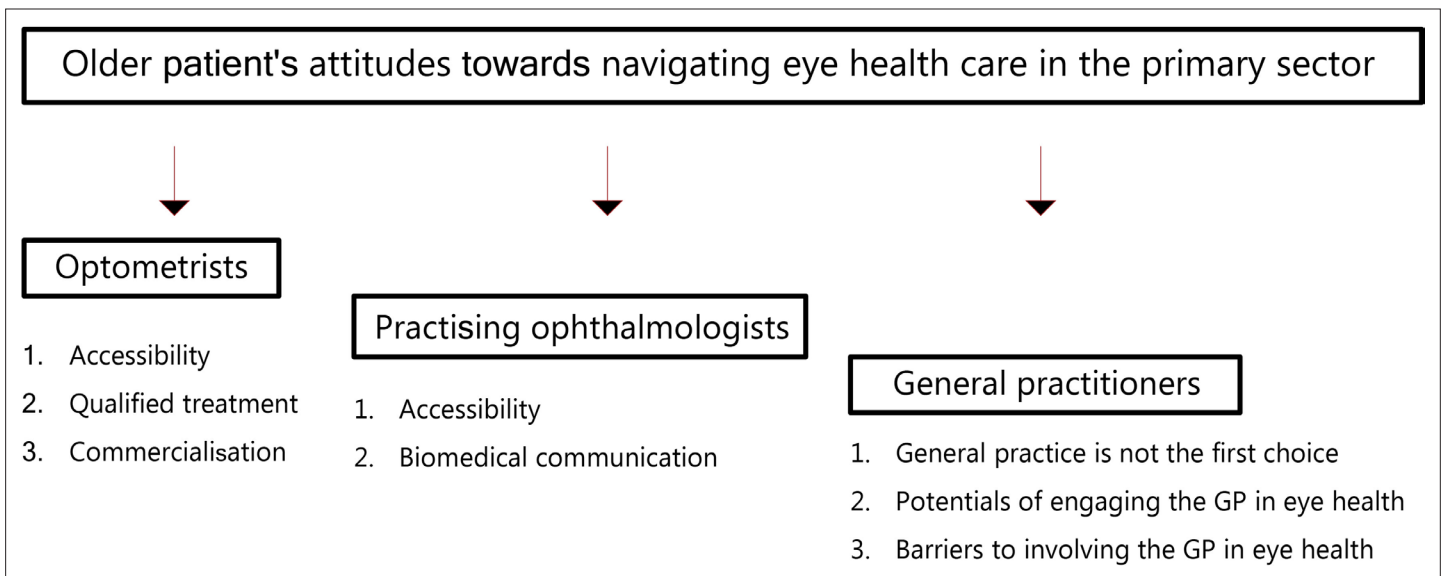 Older patient's attitudes towards navigating eye health care in the primary sector
Optometrists
1. Accessibility
2. Qualified treatment
3. Commercialisation
Practising ophthalmologists
1. Accessibility
2. Biomedical communication
General practitioners
1. General practice is not the first choice
2. Potentials of engaging the GP in eye health
3. Barriers to involving the GP in eye health